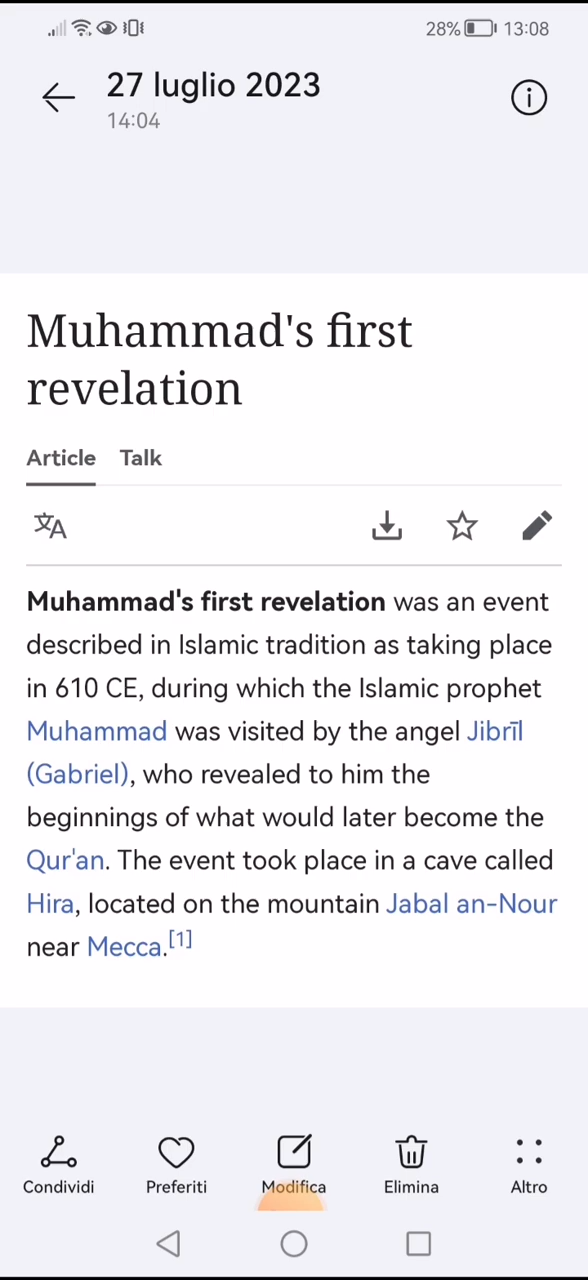 28% 13:08
27 luglio 2023
14:04
Muhammad's first
revelation
Article Talk
Muhammad's first revelation was an event
described in Islamic tradition as taking place
in 610 CE, during which the Islamic prophet
Muhammad was visited by the angel Jibrīl
(Gabriel), who revealed to him the
beginnings of what would later become the
Qur'an. The event took place in a cave called
Hira, located on the mountain Jabal an-Nour
near Mecca.[1]
Condividi Preferiti Modifica Elimina Altro